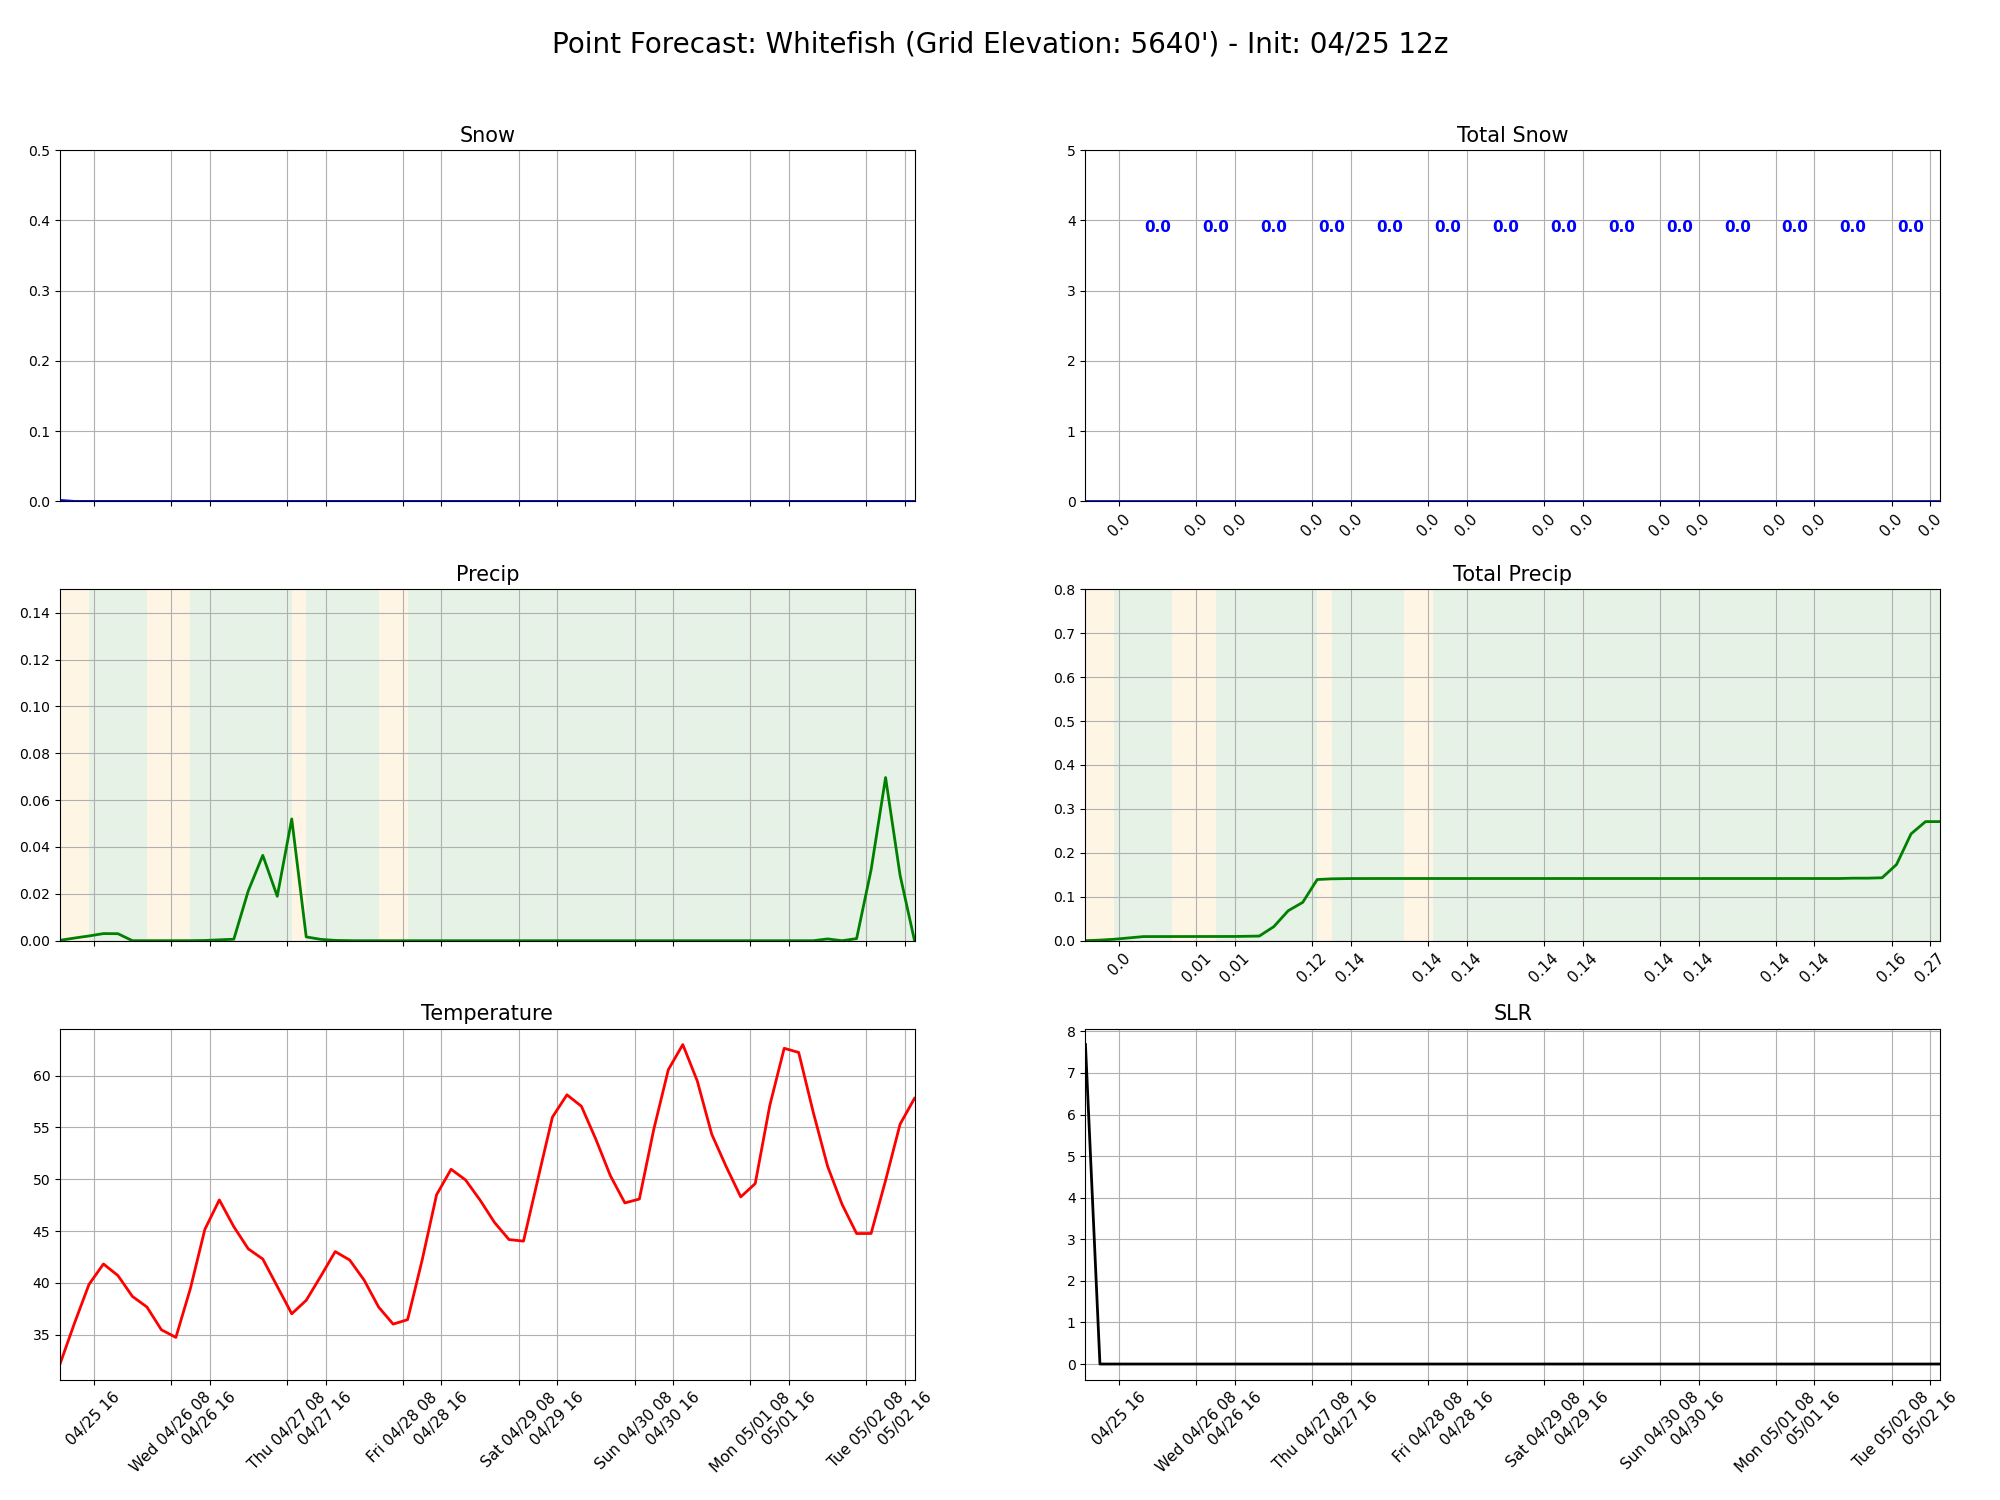 Point Forecast: Whitefish (Grid Elevation: 5640') - Init: 04/25 12z
Snow
0.5
0.4
0.3
0.2
0.1
0.0
Total Snow
5
4
3
2
1
0
0.0 0.0 0.0 0.0 0.0 0.0 0.0 0.0 0.0 0.0 0.0 0.0 0.0 0.0
0.0 0.0 0.0 0.0 0.0 0.0 0.0 0.0 0.0 0.0 0.0 0.0 0.0 0.0 0.0
Precip
0.14
0.12
0.10
0.08
0.06
0.04
0.02
0.00
Total Precip
0.8
0.7
0.6
0.5
0.4
0.3
0.2
0.1
0.0
0.0 0.01 0.01 0.12 0.14 0.14 0.14 0.14 0.14 0.14 0.14 0.14 0.14 0.16 0.27
Temperature
60
55
50
45
40
35
04/25 16
Wed 04/26 08
04/26 16
Thu 04/27 08
04/27 16
Fri 04/28 08
04/28 16
Sat 04/29 08
04/29 16
Sun 04/30 08
04/30 16
Mon 05/01 08
05/01 16
Tue 05/02 08
05/02 16
SLR
8
7
6
5
4
3
2
1
0
04/25 16
Wed 04/26 08
04/26 16
Thu 04/27 08
04/27 16
Fri 04/28 08
04/28 16
Sat 04/29 08
04/29 16
Sun 04/30 08
04/30 16
Mon 05/01 08
05/01 16
Tue 05/02 08
05/02 16